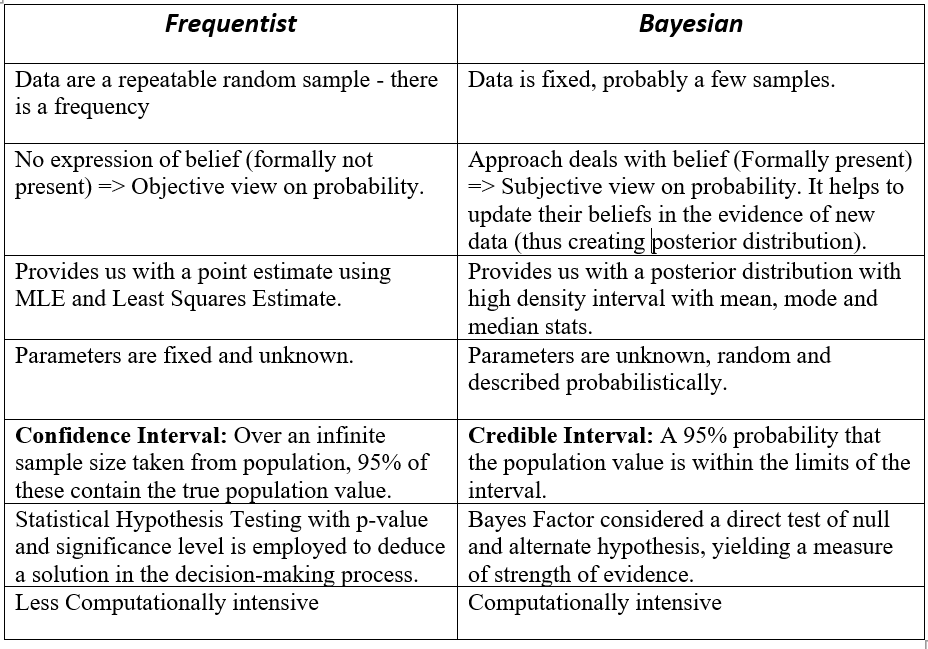 Frequentist
Bayesian
Data are a repeatable random sample - there
is a frequency
Data is fixed, probably a few samples.
No expression of belief (formally not
present) => Objective view on probability.
Approach deals with belief (Formally present)
=> Subjective view on probability. It helps to
update their beliefs in the evidence of new
data (thus creating posterior distribution).
Provides us with a point estimate using
MLE and Least Squares Estimate.
Provides us with a posterior distribution with
high density interval with mean, mode and
median stats.
Parameters are fixed and unknown.
Parameters are unknown, random and
described probabilistically.
Confidence Interval: Over an infinite
sample size taken from population, 95% of
these contain the true population value.
Credible Interval: A 95% probability that
the population value is within the limits of the
interval.
Statistical Hypothesis Testing with p-value
and significance level is employed to deduce
a solution in the decision-making process.
Bayes Factor considered a direct test of null
and alternate hypothesis, yielding a measure
of strength of evidence.
Less Computationally intensive
Computationally intensive